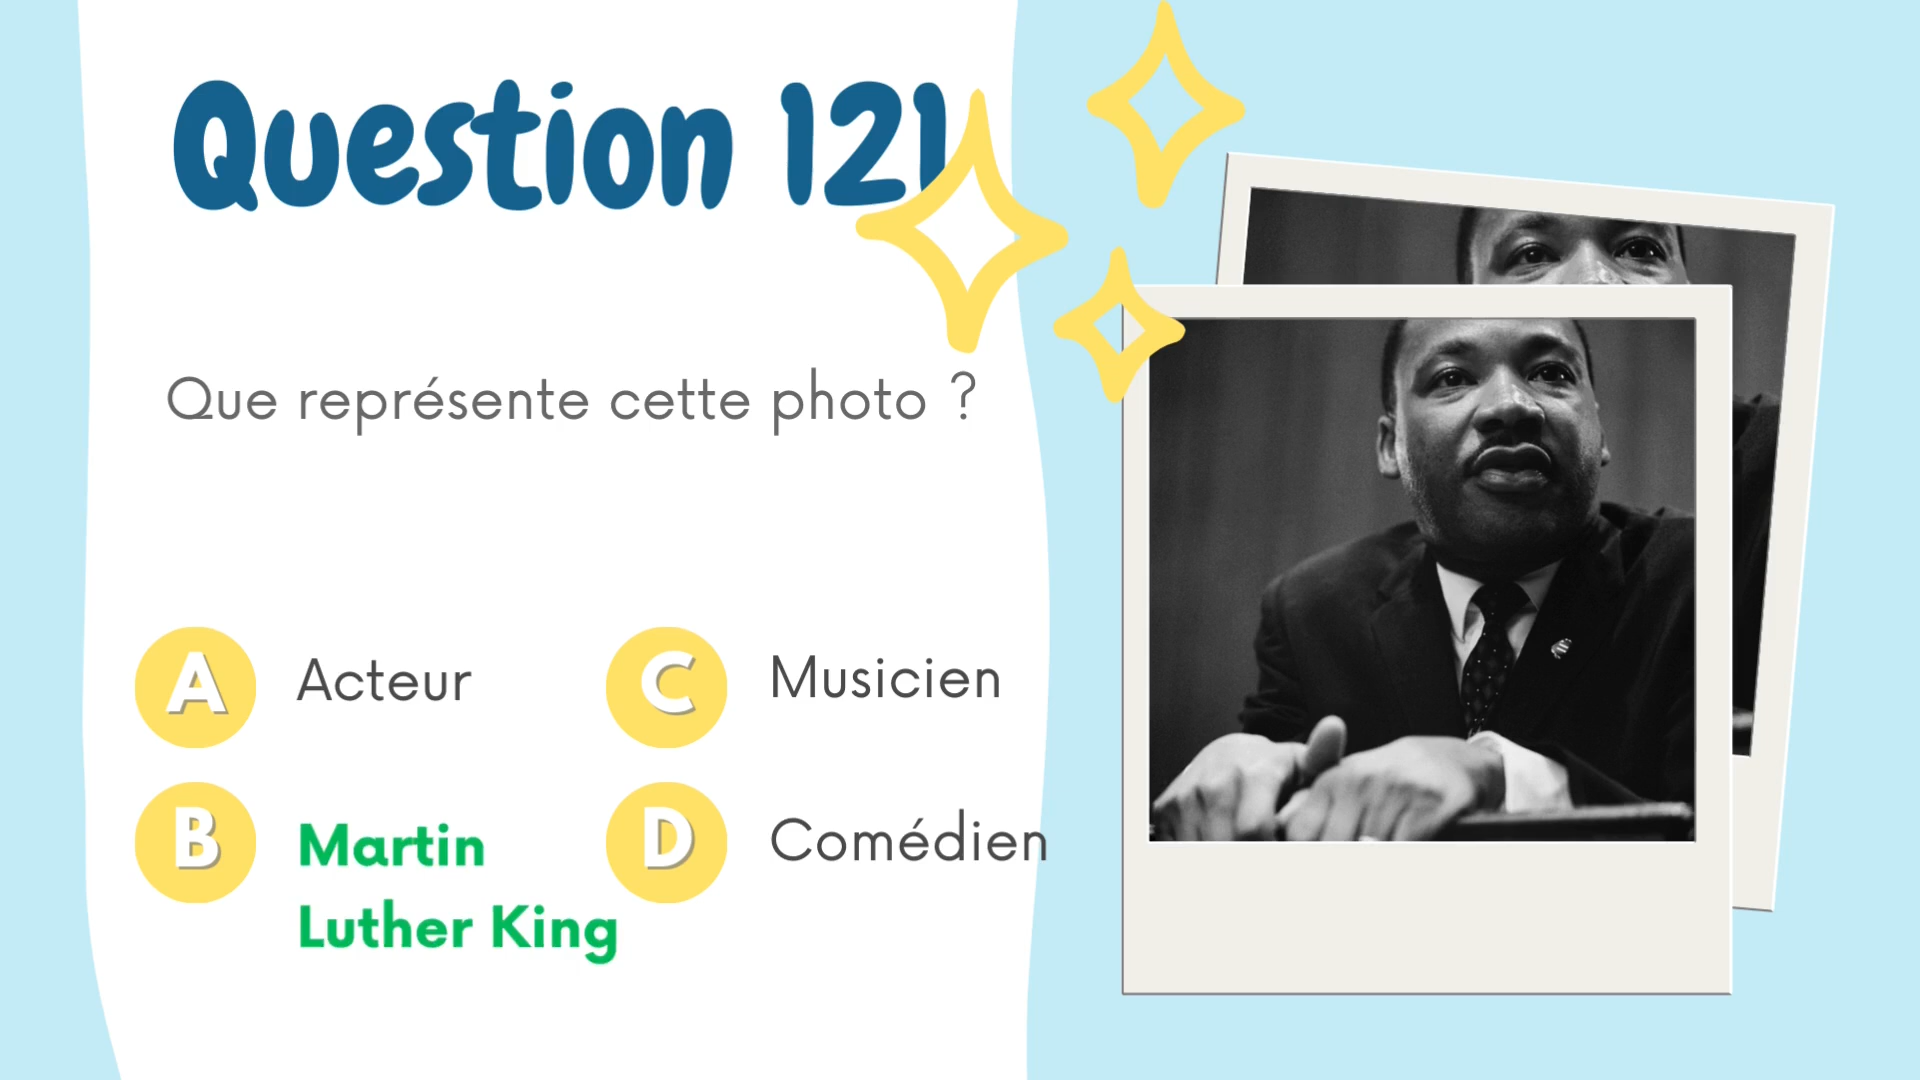 Question 121
Que représente cette photo ?
A Acteur
B Martin
Luther King
C Musicien
D Comédien